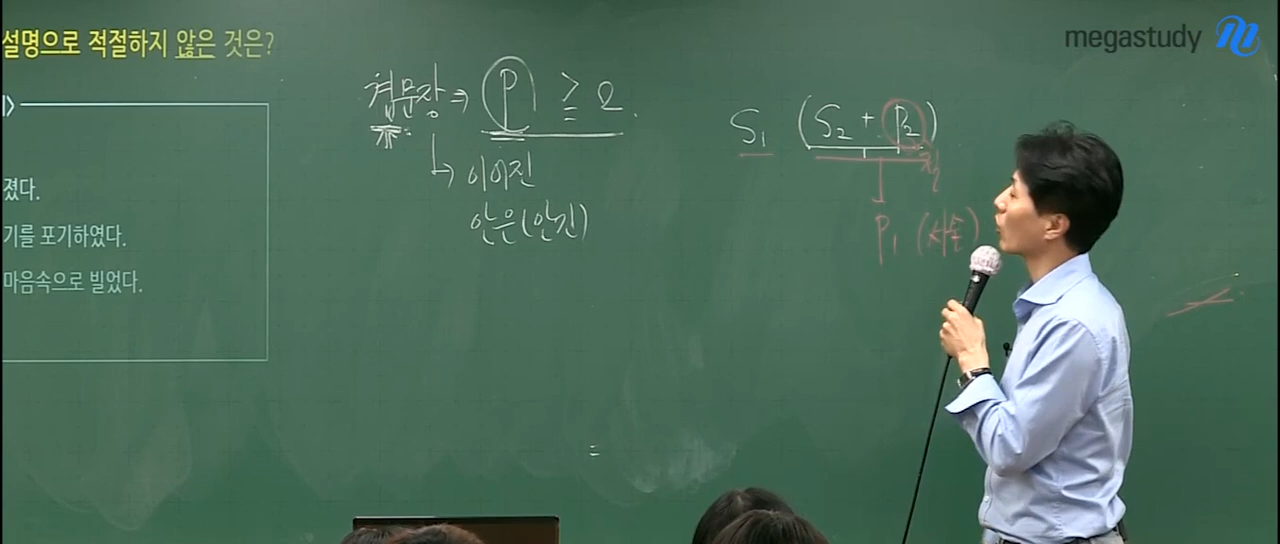 설명으로 적절하지 않은 것은?
megastudy
졌다.
기를 포기하였다.
마음속으로 빌었다.
겹문장 ⇒ P ≥ 2.
이어진
안은(안긴)
S₁ (S₂ + P₂)
절
P₁ (서술)